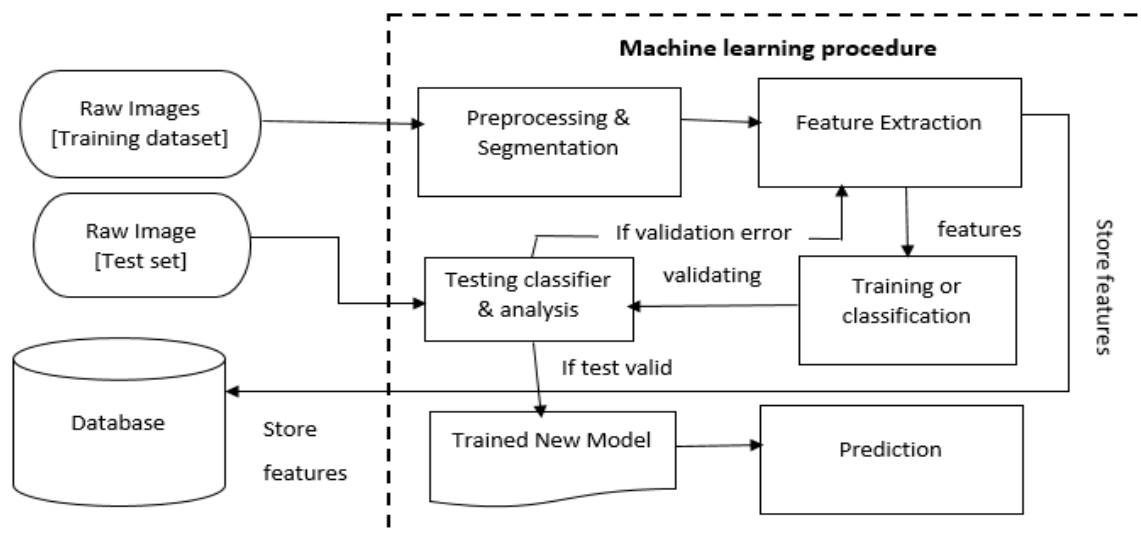 Machine learning procedure
Raw Images
[Training dataset]
Preprocessing &
Segmentation
Feature Extraction
Raw Image
[Test set]
If validation error
features
Store features
Testing classifier
& analysis
validating
Training or
classification
If test valid
Database
Store
features
Trained New Model
Prediction